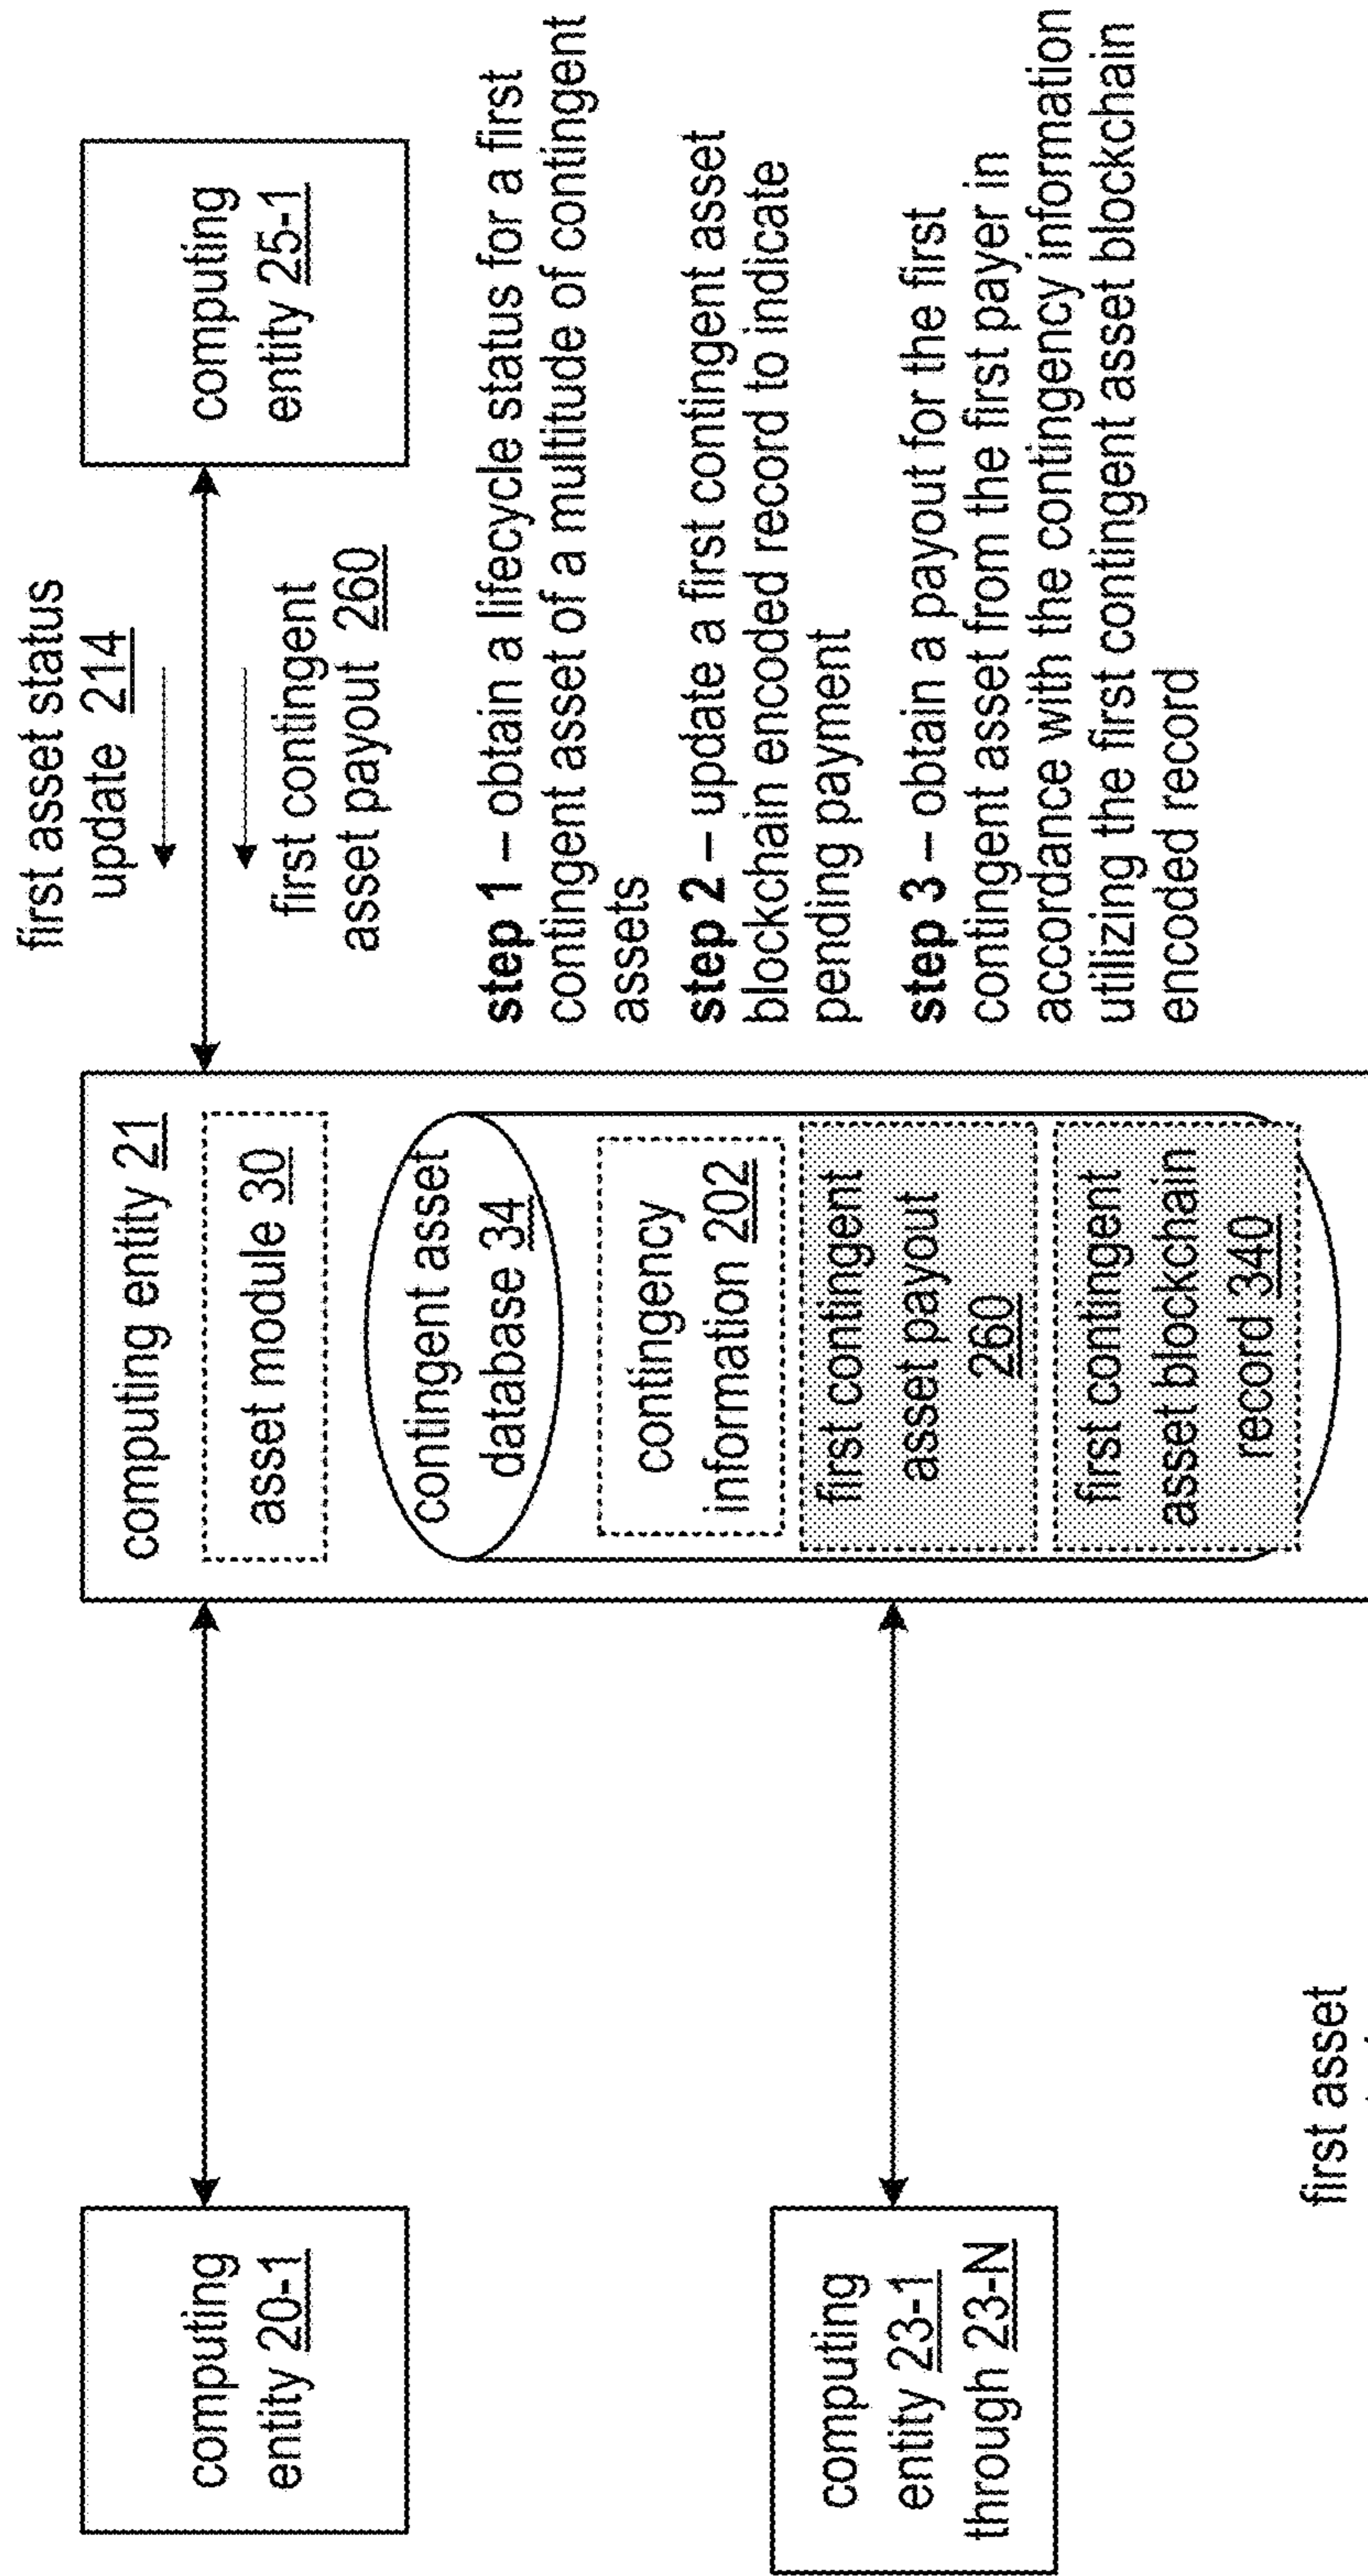 computing
entity 20-1
computing
entity 23-1
through 23-N
first asset
computing entity 21
asset module 30
contingent asset
database 34
contingency
information 202
first contingent
asset payout
260
first contingent
asset blockchain
record 340
first asset status
update 214
first contingent
asset payout 260
computing
entity 25-1
step 1 – obtain a lifecycle status for a first
contingent asset of a multitude of contingent
assets
step 2 – update a first contingent asset
blockchain encoded record to indicate
pending payment
step 3 – obtain a payout for the first
contingent asset from the first payer in
accordance with the contingency information
utilizing the first contingent asset blockchain
encoded record